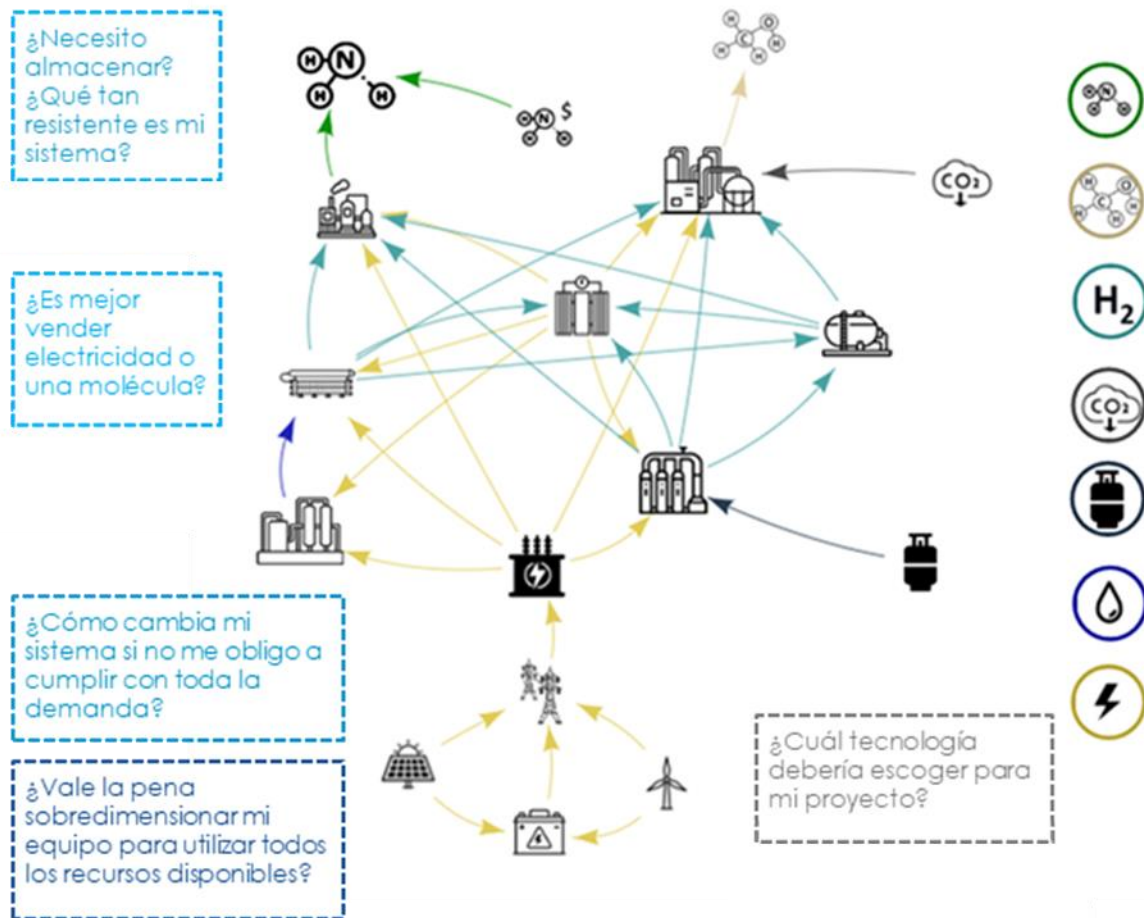 ¿Necesito
almacenar?
¿Qué tan
resistente es mi
sistema?
H
N
H
H
H
N
$
H
H
H
C
O
H
H
H
CO2
¿Es mejor
vender
electricidad o
una molécula?
¿Cómo cambia mi
sistema si no me obligo a
cumplir con toda la
demanda?
¿Vale la pena
sobredimensionar mi
equipo para utilizar todos
los recursos disponibles?
¿Cuál tecnología
debería escoger para
mi proyecto?
H
N
H
H
H
O
C
H
H
H
H2
CO2